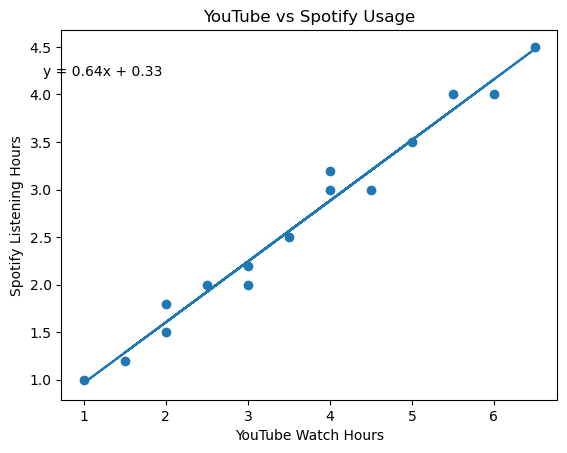 YouTube vs Spotify Usage
y = 0.64x + 0.33
4.5
4.0
3.5
3.0
2.5
2.0
1.5
1.0
Spotify Listening Hours
1 2 3 4 5 6
YouTube Watch Hours